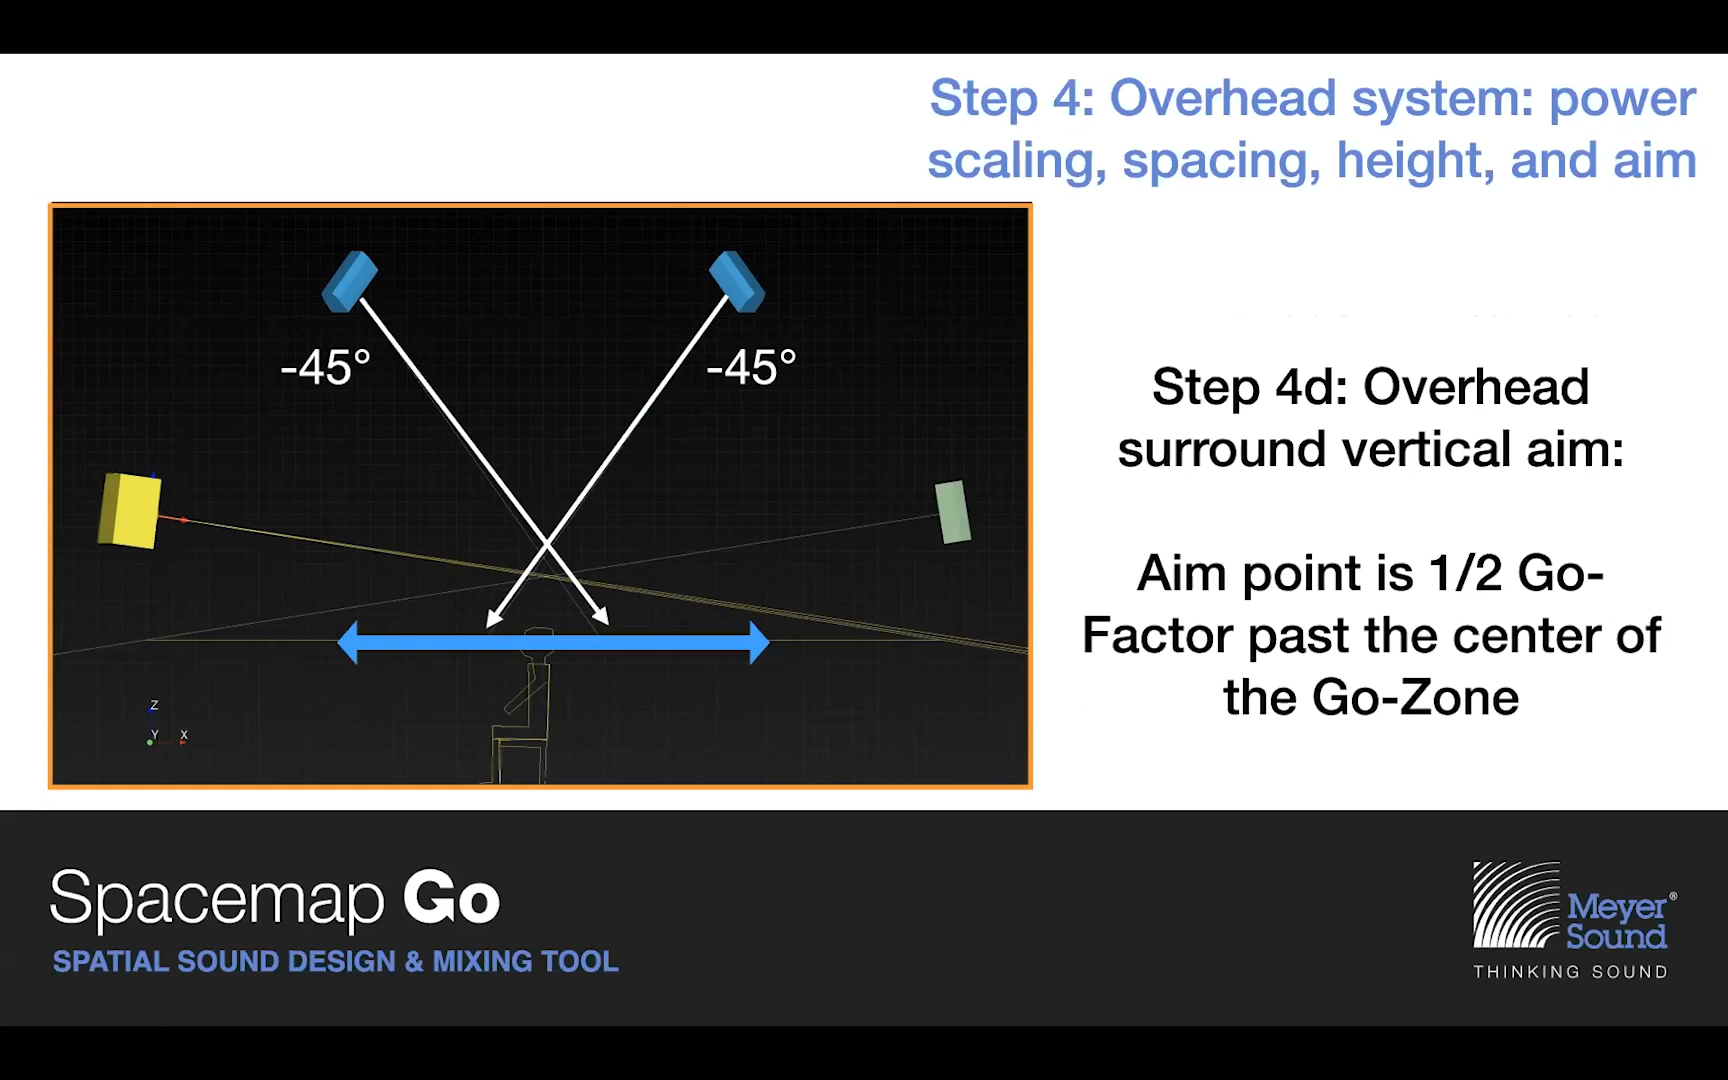 Step 4: Overhead system: power
scaling, spacing, height, and aim
-45°
-45°
Step 4d: Overhead
surround vertical aim:
Aim point is 1/2 Go-
Factor past the center of
the Go-Zone
Z
Y
X
Spacemap Go
SPATIAL SOUND DESIGN & MIXING TOOL
Meyer®
Sound
THINKING SOUND